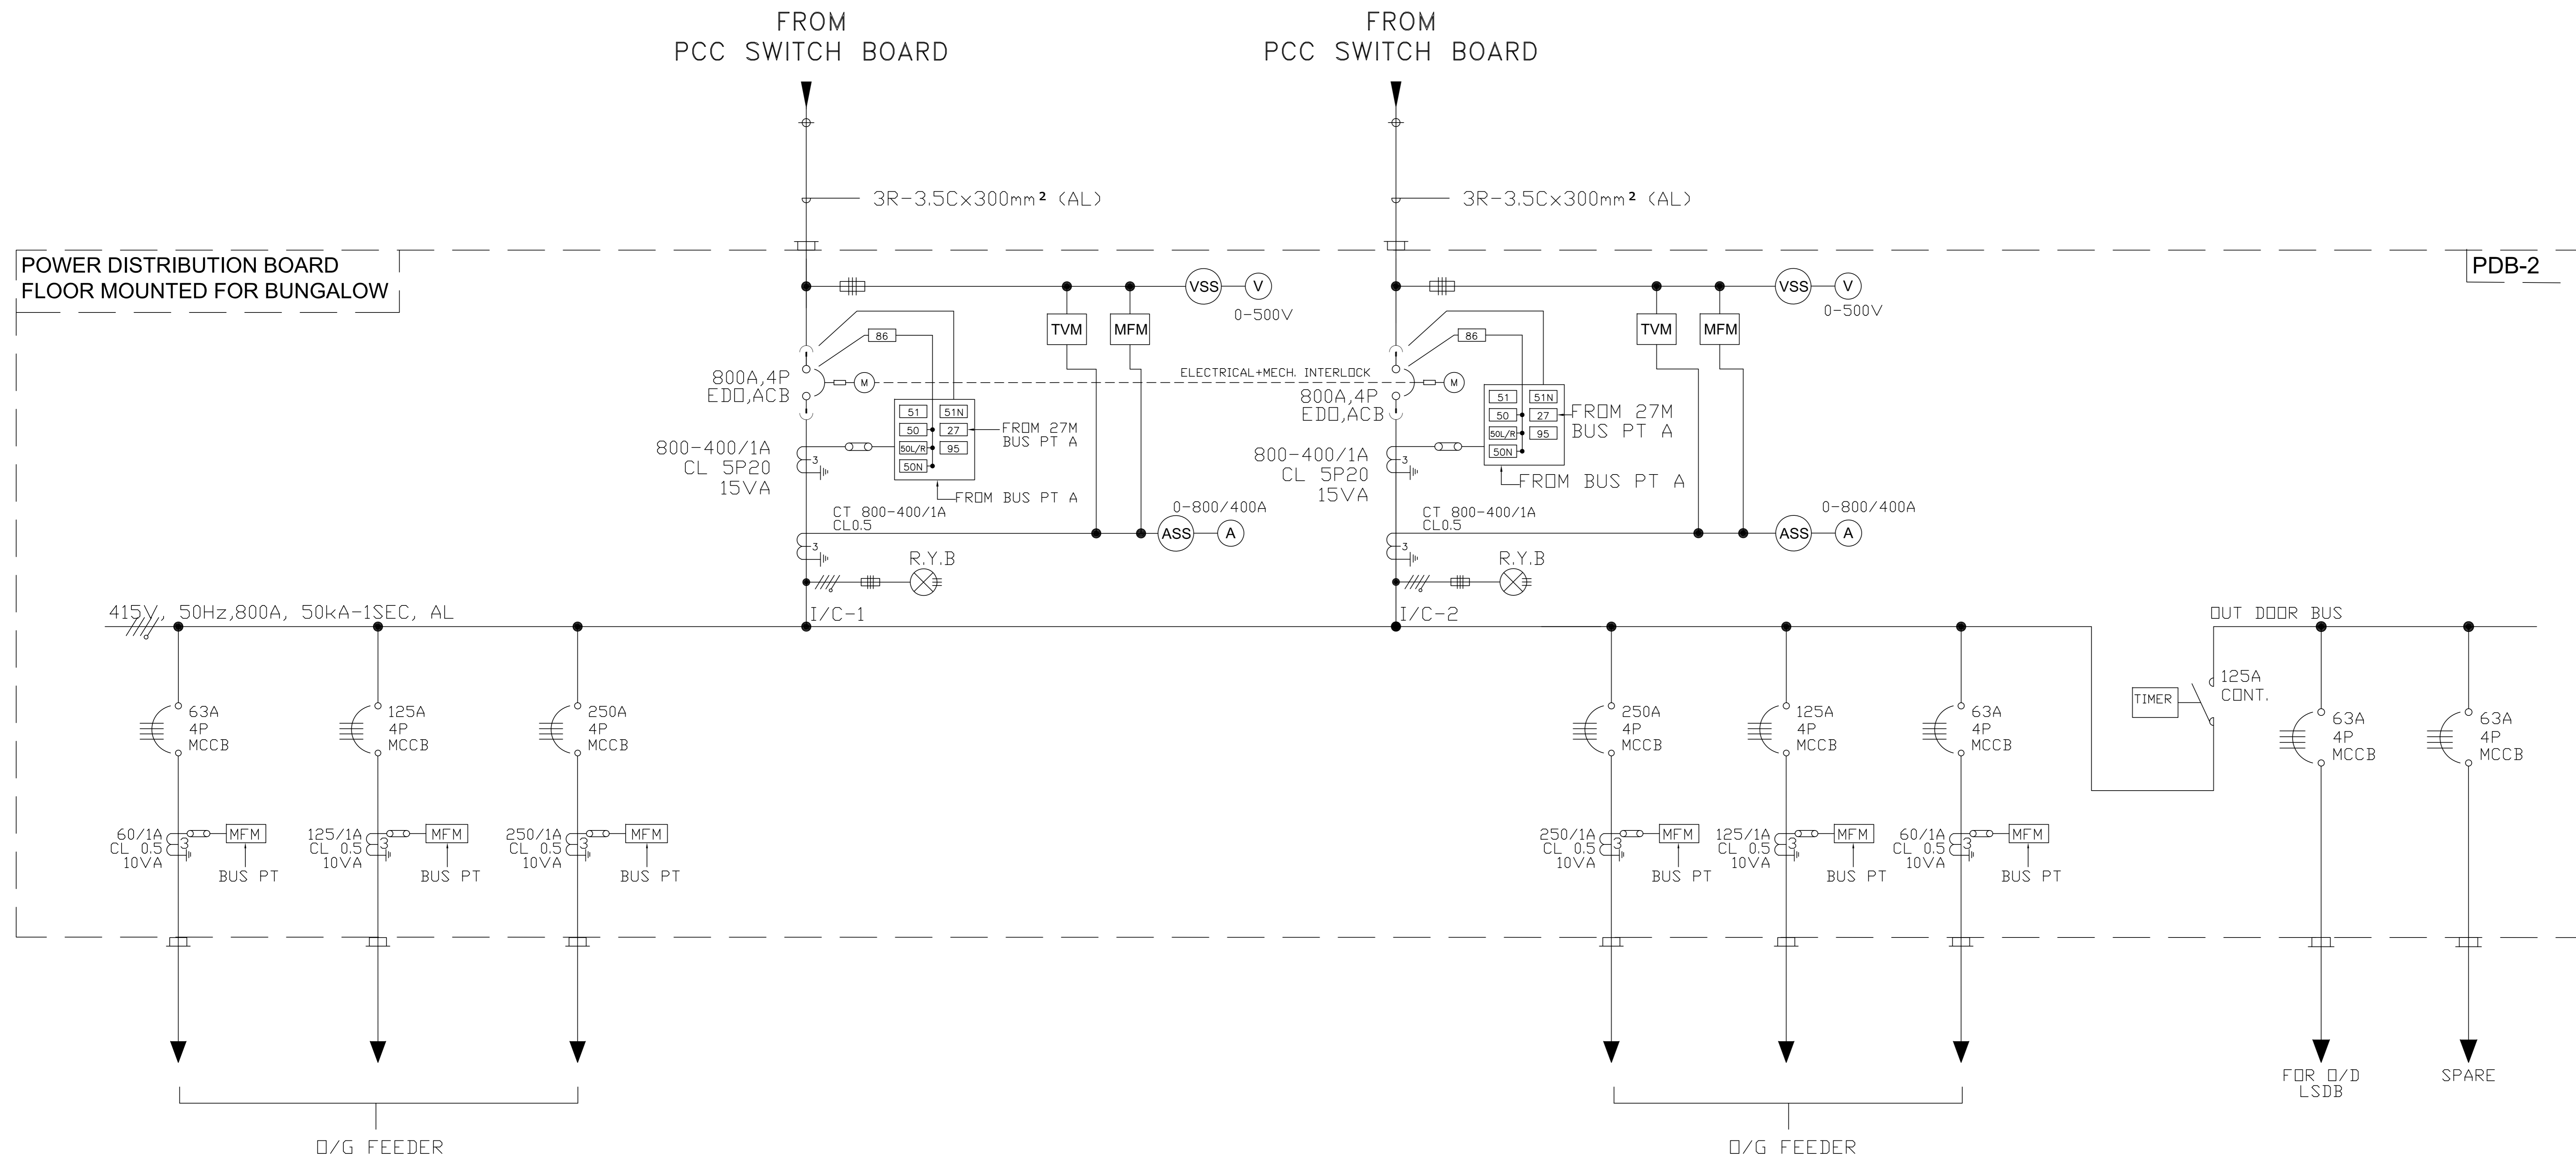 FROM
PCC SWITCH BOARD
FROM
PCC SWITCH BOARD
3R-3.5Cx300mm² (AL)
3R-3.5Cx300mm² (AL)
POWER DISTRIBUTION BOARD
FLOOR MOUNTED FOR BUNGALOW
PDB-2
VSS
V
0-500V
TVM
MFM
86
800A,4P
EDO,ACB
M
ELECTRICAL+MECH. INTERLOCK
51
51N
50
27
50L/R
95
50N
FROM 27M
BUS PT A
FROM BUS PT A
800-400/1A
CL 5P20
15VA
3
CT 800-400/1A
CL0.5
3
0-800/400A
ASS
A
R.Y.B
I/C-1
VSS
V
0-500V
TVM
MFM
86
800A,4P
EDO,ACB
M
51
51N
50
27
50L/R
95
50N
FROM 27M
BUS PT A
FROM BUS PT A
800-400/1A
CL 5P20
15VA
3
CT 800-400/1A
CL0.5
3
0-800/400A
ASS
A
R.Y.B
I/C-2
415V, 50Hz,800A, 50kA-1SEC, AL
OUT DOOR BUS
63A
4P
MCCB
125A
4P
MCCB
250A
4P
MCCB
250A
4P
MCCB
125A
4P
MCCB
63A
4P
MCCB
TIMER
125A
CONT.
63A
4P
MCCB
63A
4P
MCCB
60/1A
CL 0.5
10VA
3
MFM
BUS PT
125/1A
CL 0.5
10VA
3
MFM
BUS PT
250/1A
CL 0.5
10VA
3
MFM
BUS PT
250/1A
CL 0.5
10VA
3
MFM
BUS PT
125/1A
CL 0.5
10VA
3
MFM
BUS PT
60/1A
CL 0.5
10VA
3
MFM
BUS PT
FOR O/D
LSDB
SPARE
O/G FEEDER
O/G FEEDER